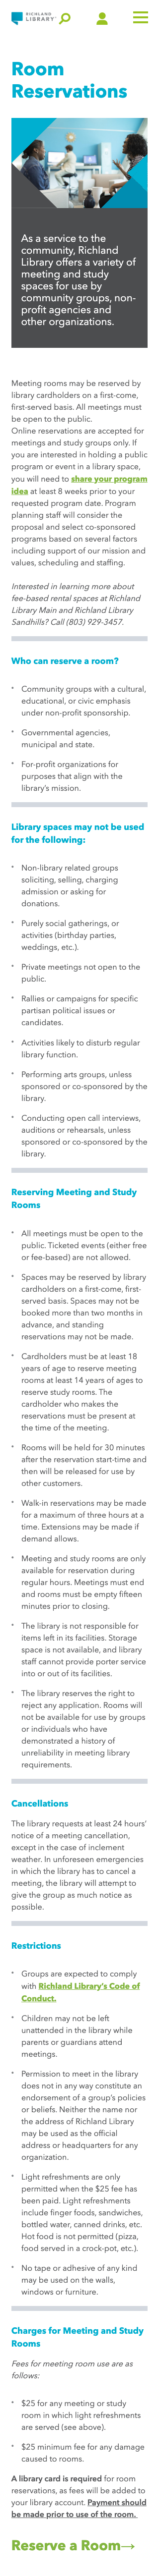 RICHLAND
LIBRARY
Room
Reservations
As a service to the
community, Richland
Library offers a variety of
meeting and study
spaces for use by
community groups, non-
profit agencies and
other organizations.
Meeting rooms may be reserved by
library cardholders on a first-come,
first-served basis. All meetings must
be open to the public.
Online reservations are accepted for
meetings and study groups only. If
you are interested in holding a public
program or event in a library space,
you will need to share your program
idea at least 8 weeks prior to your
requested program date. Program
planning staff will consider the
proposal and select co-sponsored
programs based on several factors
including support of our mission and
values, scheduling and staffing.
Interested in learning more about
fee-based rental spaces at Richland
Library Main and Richland Library
Sandhills? Call (803) 929-3457.
Who can reserve a room?
• Community groups with a cultural,
educational, or civic emphasis
under non-profit sponsorship.
• Governmental agencies,
municipal and state.
• For-profit organizations for
purposes that align with the
library's mission.
Library spaces may not be used
for the following:
• Non-library related groups
soliciting, selling, charging
admission or asking for
donations.
• Purely social gatherings, or
activities (birthday parties,
weddings, etc.).
• Private meetings not open to the
public.
• Rallies or campaigns for specific
partisan political issues or
candidates.
• Activities likely to disturb regular
library function.
• Performing arts groups, unless
sponsored or co-sponsored by the
library.
• Conducting open call interviews,
auditions or rehearsals, unless
sponsored or co-sponsored by the
library.
Reserving Meeting and Study
Rooms
• All meetings must be open to the
public. Ticketed events (either free
or fee-based) are not allowed.
• Spaces may be reserved by library
cardholders on a first-come, first-
served basis. Spaces may not be
booked more than two months in
advance, and standing
reservations may not be made.
• Cardholders must be at least 18
years of age to reserve meeting
rooms at least 14 years of ages to
reserve study rooms. The
cardholder who makes the
reservations must be present at
the time of the meeting.
• Rooms will be held for 30 minutes
after the reservation start-time and
then will be released for use by
other customers.
• Walk-in reservations may be made
for a maximum of three hours at a
time. Extensions may be made if
demand allows.
• Meeting and study rooms are only
available for reservation during
regular hours. Meetings must end
and rooms must be empty fifteen
minutes prior to closing.
• The library is not responsible for
items left in its facilities. Storage
space is not available, and library
staff cannot provide porter service
into or out of its facilities.
• The library reserves the right to
reject any application. Rooms will
not be available for use by groups
or individuals who have
demonstrated a history of
unreliability in meeting library
requirements.
Cancellations
The library requests at least 24 hours'
notice of a meeting cancellation,
except in the case of inclement
weather. In unforeseen emergencies
in which the library has to cancel a
meeting, the library will attempt to
give the group as much notice as
possible.
Restrictions
• Groups are expected to comply
with Richland Library's Code of
Conduct.
• Children may not be left
unattended in the library while
parents or guardians attend
meetings.
• Permission to meet in the library
does not in any way constitute an
endorsement of a group's policies
or beliefs. Neither the name nor
the address of Richland Library
may be used as the official
address or headquarters for any
organization.
• Light refreshments are only
permitted when the $25 fee has
been paid. Light refreshments
include finger foods, sandwiches,
bottled water, canned drinks, etc.
Hot food is not permitted (pizza,
food served in a crock-pot, etc.).
• No tape or adhesive of any kind
may be used on the walls,
windows or furniture.
Charges for Meeting and Study
Rooms
Fees for meeting room use are as
follows:
• $25 for any meeting or study
room in which light refreshments
are served (see above).
• $25 minimum fee for any damage
caused to rooms.
A library card is required for room
reservations, as fees will be added to
your library account. Payment should
be made prior to use of the room.
Reserve a Room→